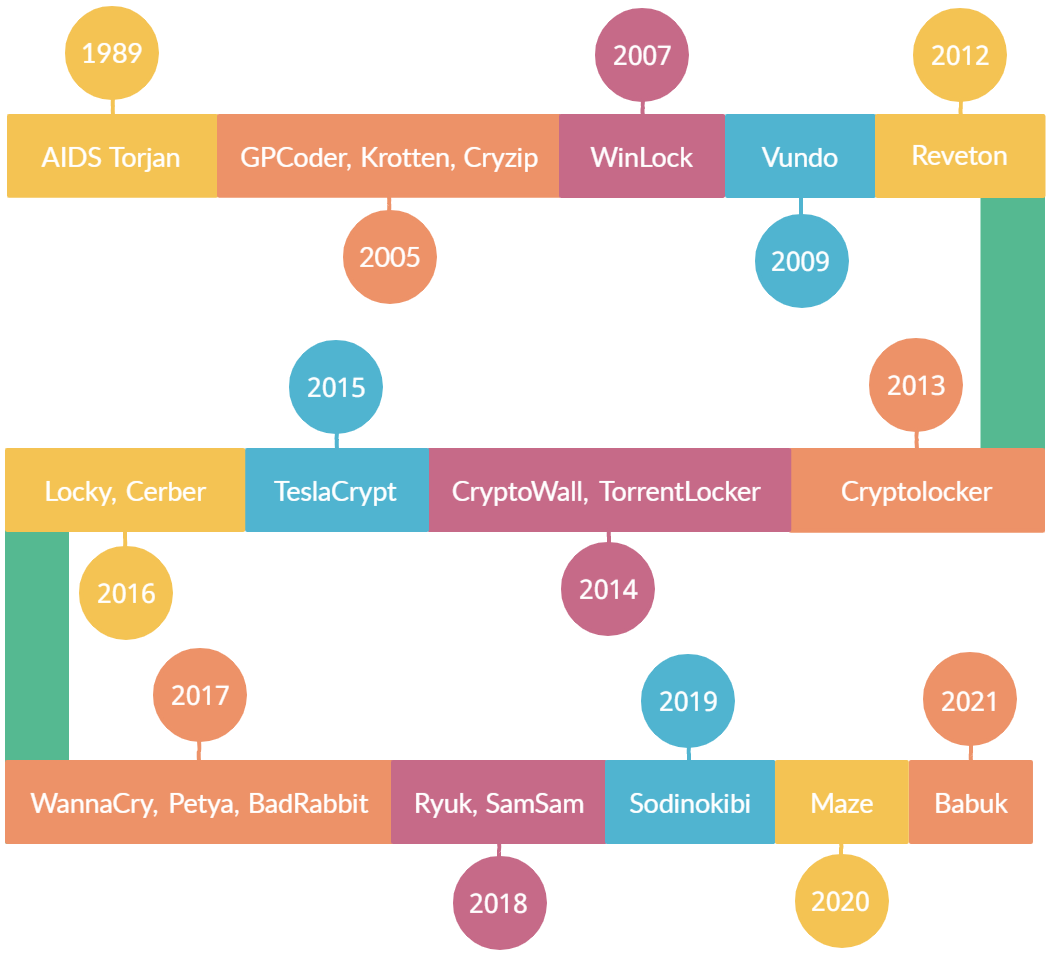 1989
2007
2012
AIDS Torjan
GPCoder, Krotten, Cryzip
WinLock
Vundo
Reveton
2005
2009
2015
2013
Locky, Cerber
TeslaCrypt
CryptoWall, TorrentLocker
Cryptolocker
2016
2014
2017
2019
2021
WannaCry, Petya, BadRabbit
Ryuk, SamSam
Sodinokibi
Maze
Babuk
2018
2020